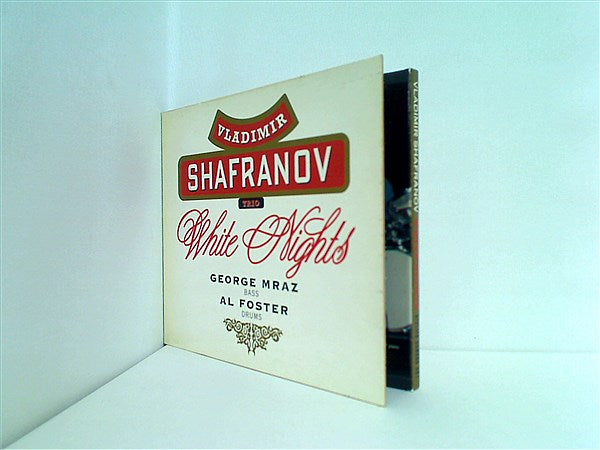 VLADIMIR
SHAFRANOV
TRIO
White Nights
GEORGE MRAZ
BASS
AL FOSTER
DRUMS
VLADIMIR SHAFRANOV